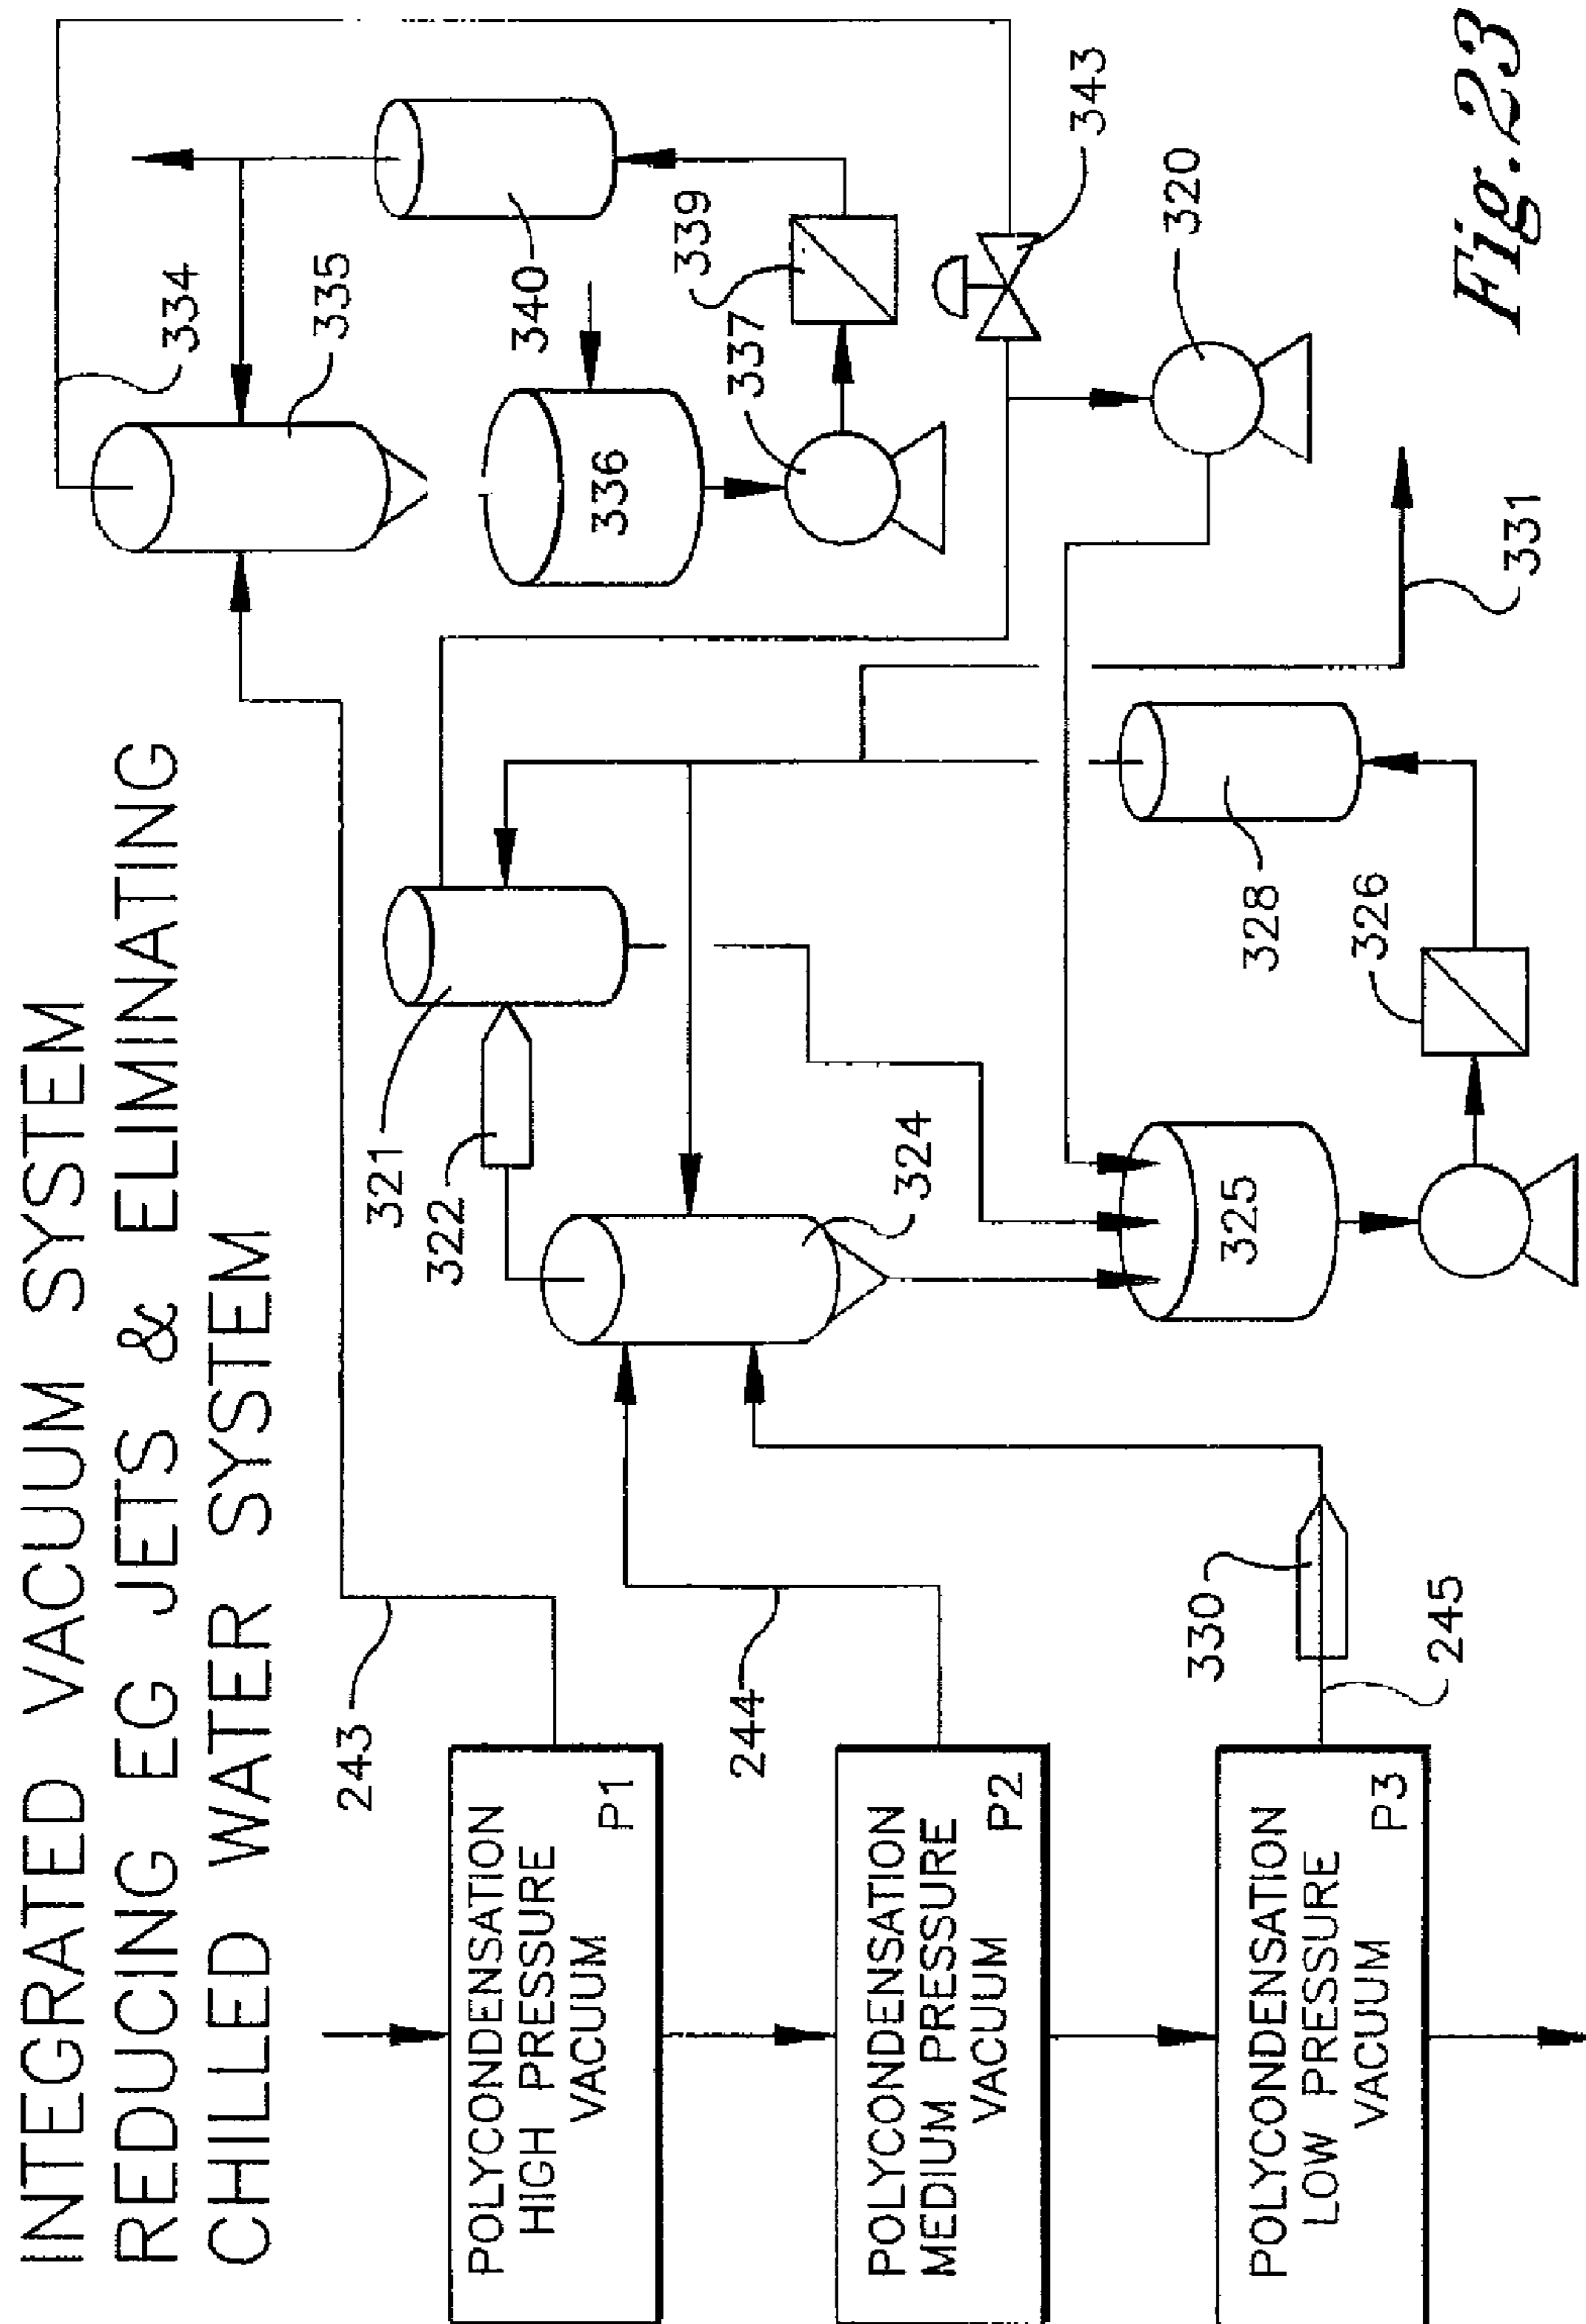 INTEGRATED VACUUM SYSTEM
REDUCING EG JETS & ELIMINATING
CHILLED WATER SYSTEM
POLYCONDENSATION
HIGH PRESSURE
VACUUM
P1
POLYCONDENSATION
MEDIUM PRESSURE
VACUUM
P2
POLYCONDENSATION
LOW PRESSURE
VACUUM
P3
243
244
245
330
321
322
324
325
326
328
331
334
335
336
337
339
340
343
320
Fig. 23